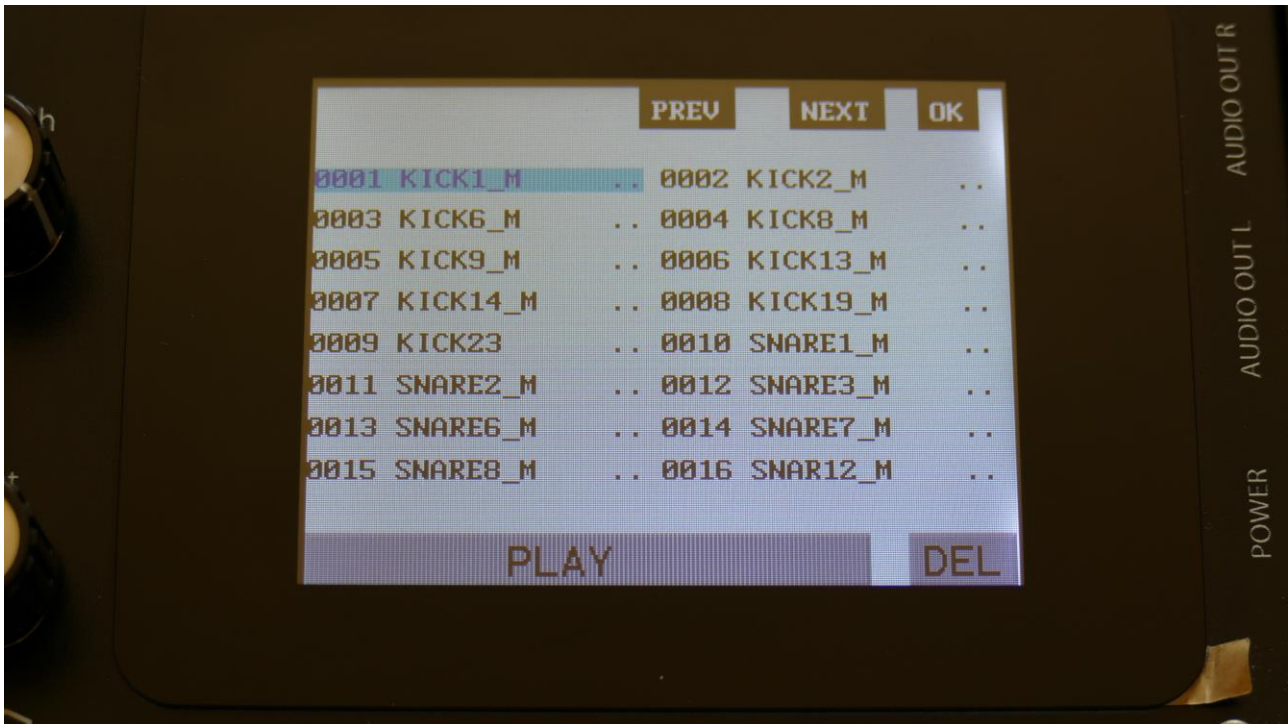 PREV NEXT OK
0001 KICK1_M .. 0002 KICK2_M ..
0003 KICK6_M .. 0004 KICK8_M ..
0005 KICK9_M .. 0006 KICK13_M ..
0007 KICK14_M .. 0008 KICK19_M ..
0009 KICK23 .. 0010 SNARE1_M ..
0011 SNARE2_M .. 0012 SNARE3_M ..
0013 SNARE6_M .. 0014 SNARE7_M ..
0015 SNARE8_M .. 0016 SNAR12_M ..
PLAY DEL
AUDIO OUT R
AUDIO OUT L
POWER